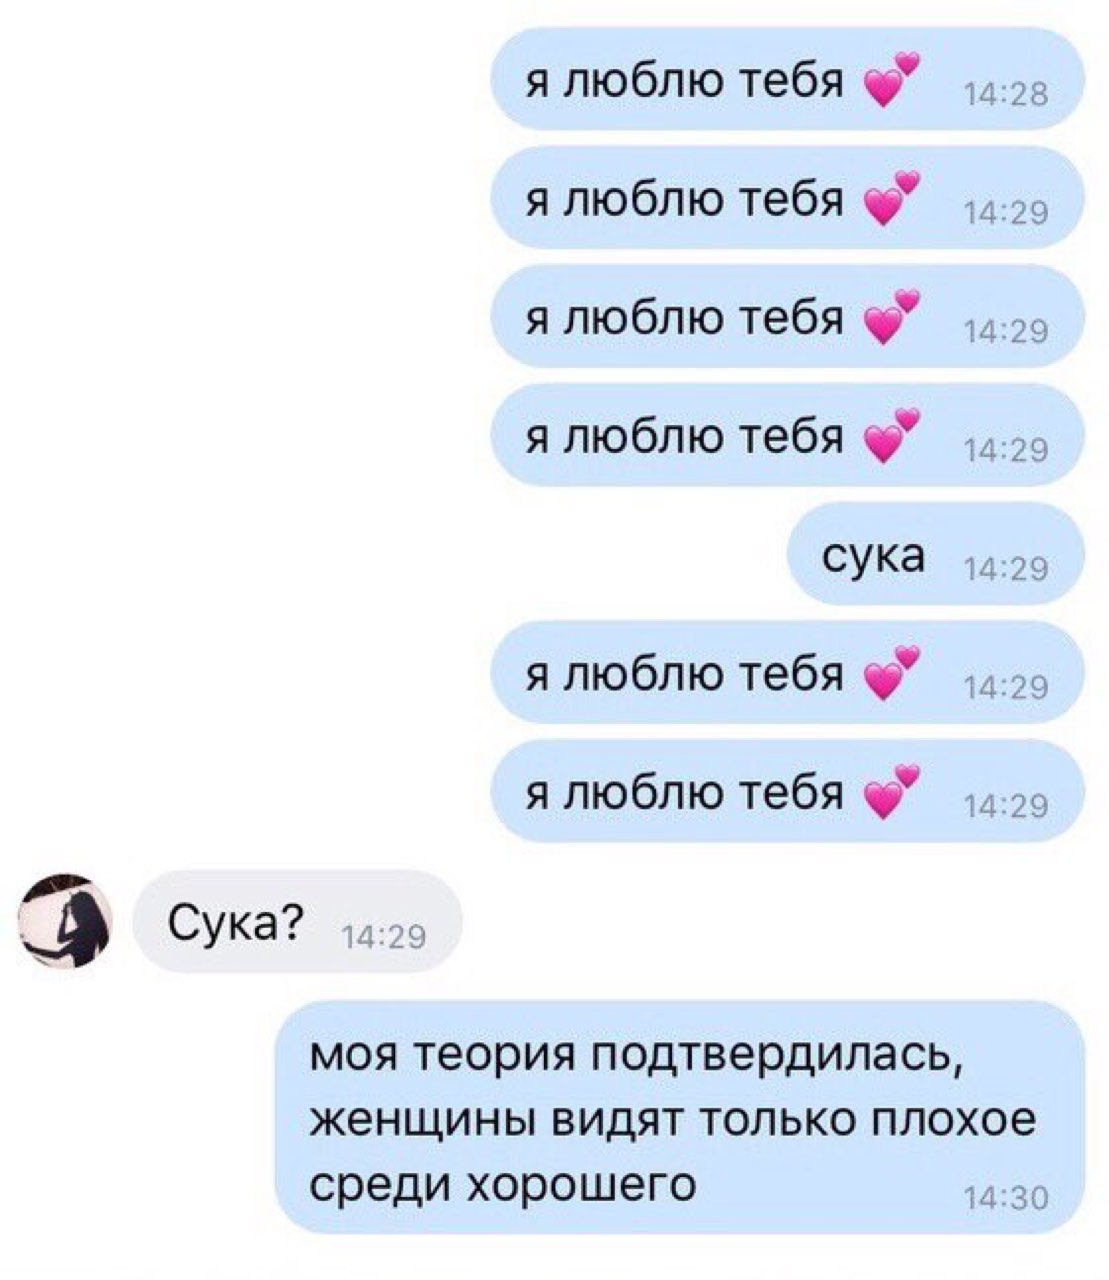 я люблю тебя 💕 14:28
я люблю тебя 💕 14:29
я люблю тебя 💕 14:29
я люблю тебя 💕 14:29
сука 14:29
я люблю тебя 💕 14:29
я люблю тебя 💕 14:29
Сука? 14:29
моя теория подтвердилась,
женщины видят только плохое
среди хорошего 14:30